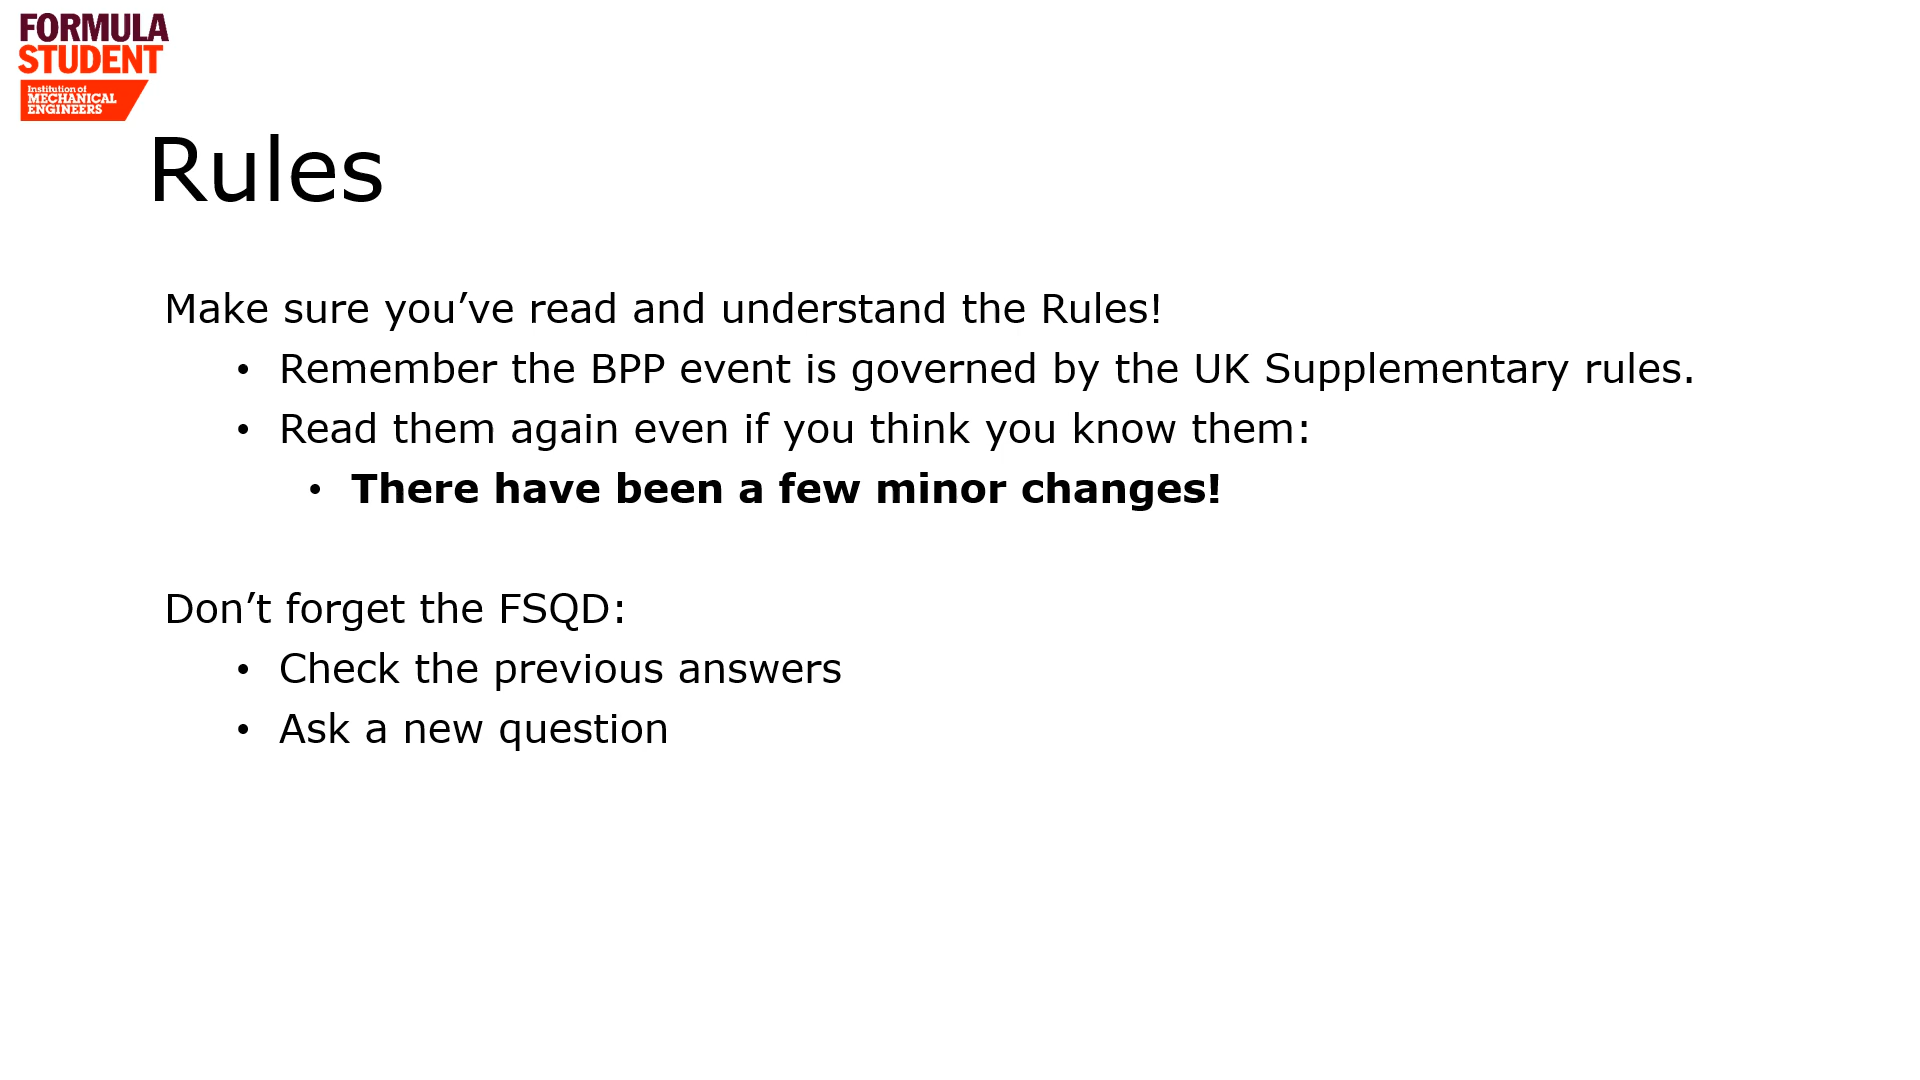 FORMULA
STUDENT
Institution of
MECHANICAL
ENGINEERS
Rules
Make sure you’ve read and understand the Rules!
• Remember the BPP event is governed by the UK Supplementary rules.
• Read them again even if you think you know them:
• There have been a few minor changes!
Don’t forget the FSQD:
• Check the previous answers
• Ask a new question